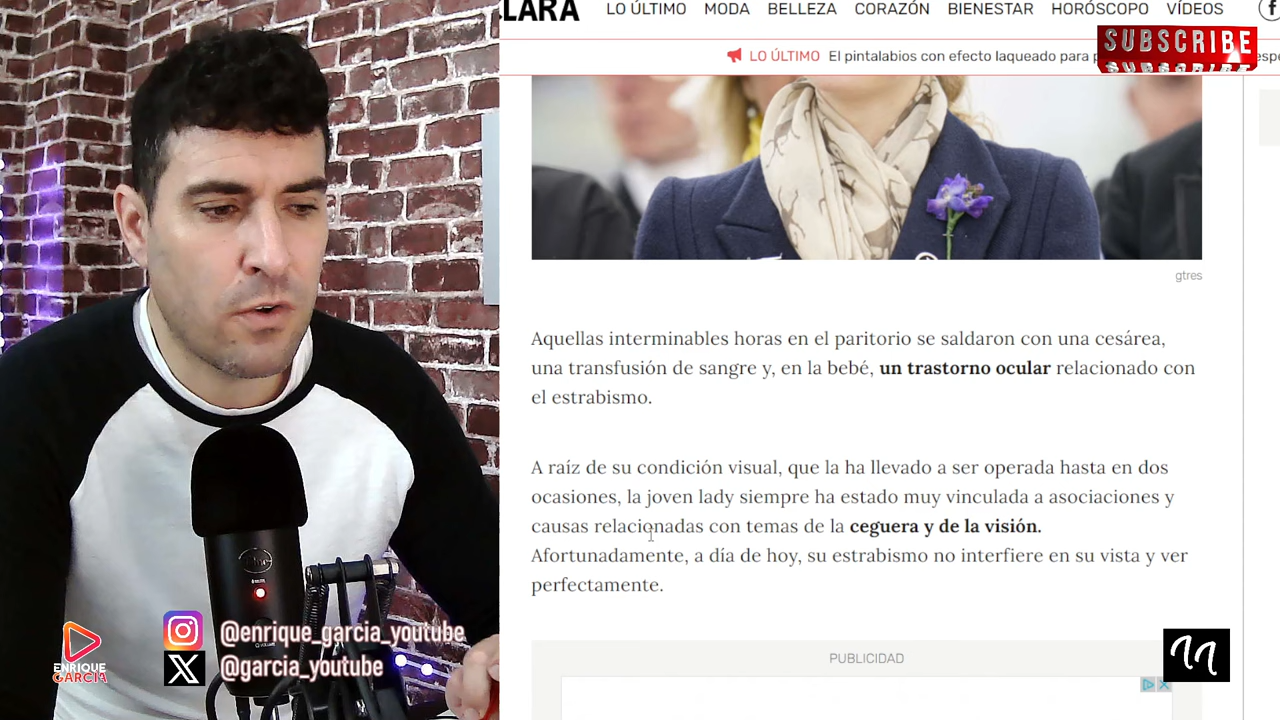 CLARA
LO ÚLTIMO MODA BELLEZA CORAZÓN BIENESTAR HORÓSCOPO VÍDEOS
SUBSCRIBE
LO ÚLTIMO El pintalabios con efecto laqueado para
gtres
Aquellas interminables horas en el paritorio se saldaron con una cesárea,
una transfusión de sangre y, en la bebé, un trastorno ocular relacionado con
el estrabismo.
A raíz de su condición visual, que la ha llevado a ser operada hasta en dos
ocasiones, la joven lady siempre ha estado muy vinculada a asociaciones y
causas relacionadas con temas de la ceguera y de la visión.
Afortunadamente, a día de hoy, su estrabismo no interfiere en su vista y ver
perfectamente.
PUBLICIDAD
@enrique_garcia_youtube
@garcia_youtube
ENRIQUE
GARCIA